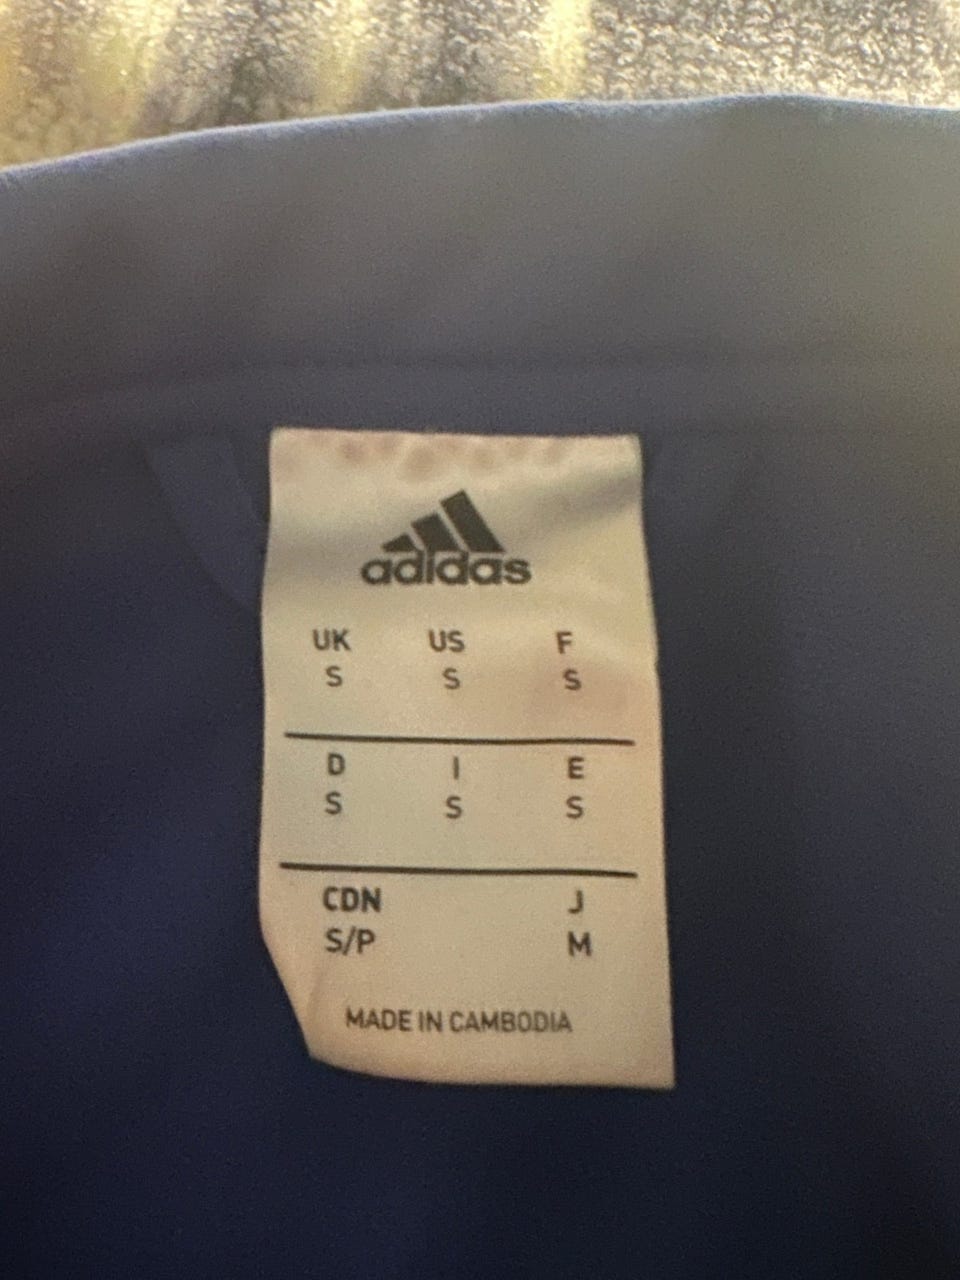 adidas
UK US F
S S S
D I E
S S S
CDN J
S/P M
MADE IN CAMBODIA